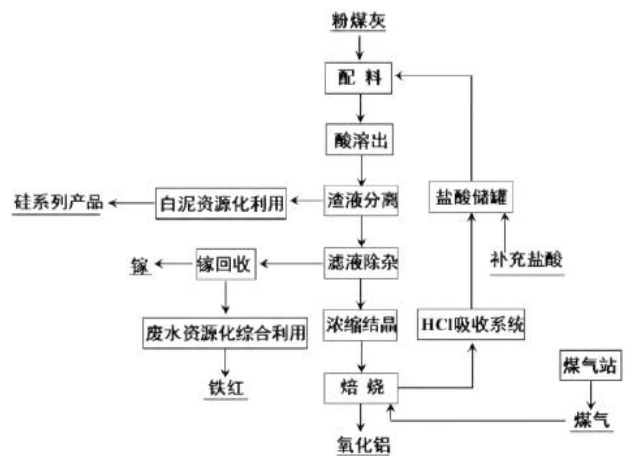 粉煤灰
配 料
酸溶出
硅系列产品
白泥资源化利用
渣液分离
盐酸储罐
镓
镓回收
滤液除杂
补充盐酸
废水资源化综合利用
浓缩结晶
HCl吸收系统
煤气站
铁红
焙 烧
煤气
氧化铝